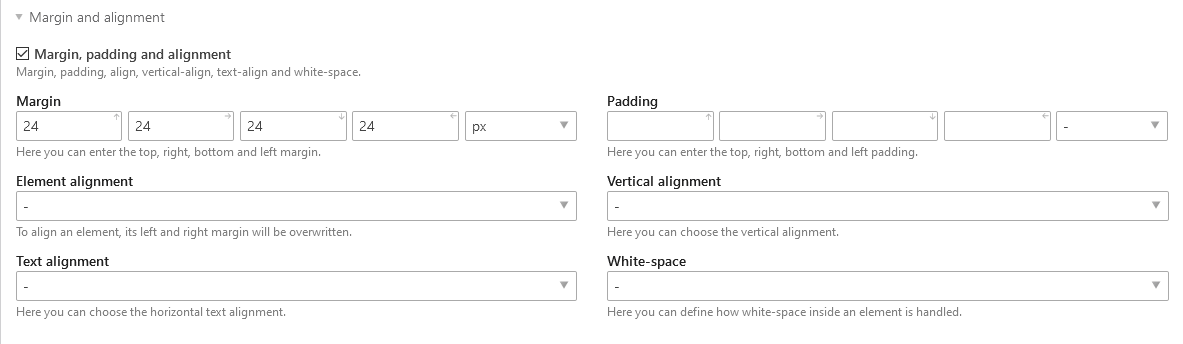 Margin and alignment
Margin, padding and alignment
Margin, padding, align, vertical-align, text-align and white-space.
Margin
24 24 24 24 px
Here you can enter the top, right, bottom and left margin.
Padding
-
Here you can enter the top, right, bottom and left padding.
Element alignment
-
To align an element, its left and right margin will be overwritten.
Vertical alignment
-
Here you can choose the vertical alignment.
Text alignment
-
Here you can choose the horizontal text alignment.
White-space
-
Here you can define how white-space inside an element is handled.